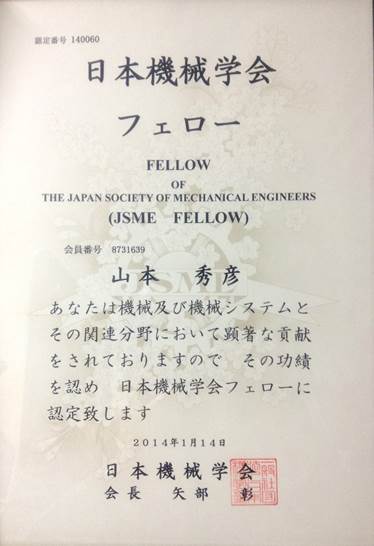 認定番号 140060
日本機械学会
フェロー
FELLOW
OF
THE JAPAN SOCIETY OF MECHANICAL ENGINEERS
(JSME FELLOW)
会員番号 8731639
山本 秀彦
あなたは機械及び機械システムと
その関連分野において顕著な貢献
をされておりますので その功績
を認め 日本機械学会フェローに
認定致します
2014年1月14日
日本機械学会
会長 矢部 彰
JSME